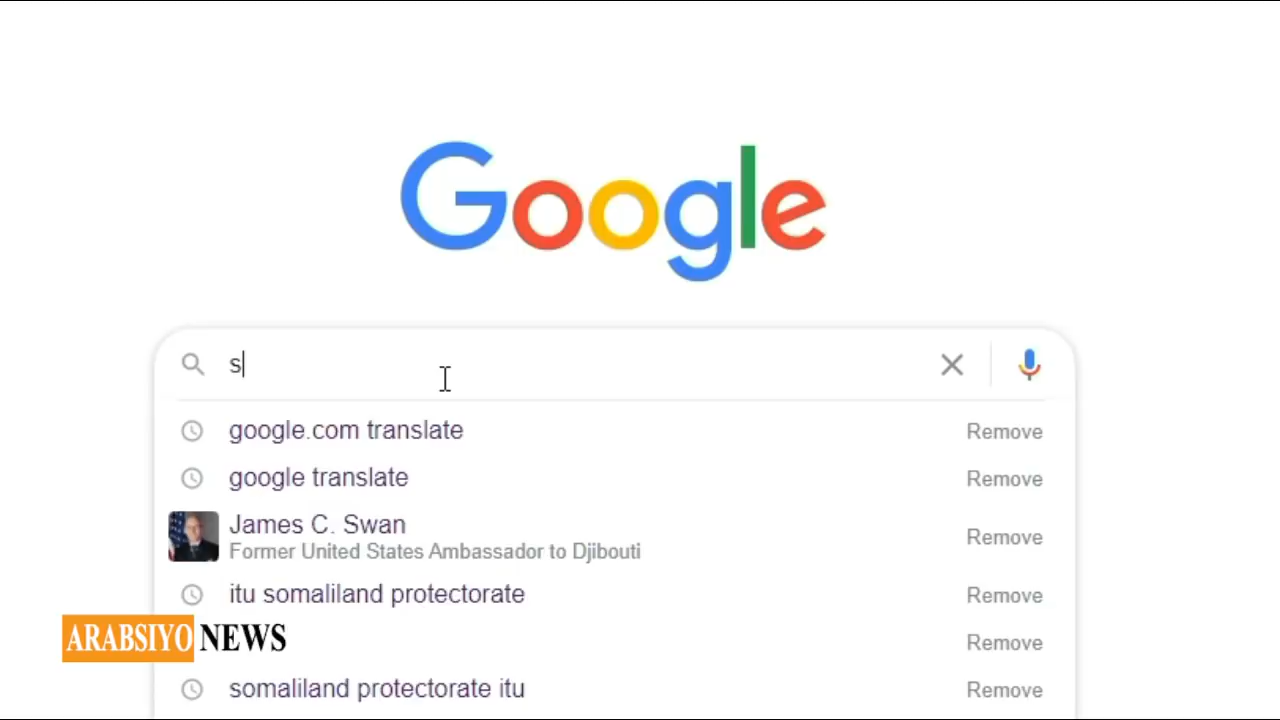 Google
s
google.com translate
Remove
google translate
Remove
James C. Swan
Former United States Ambassador to Djibouti
Remove
itu somaliland protectorate
Remove
ARABSIYO NEWS
Remove
somaliland protectorate itu
Remove